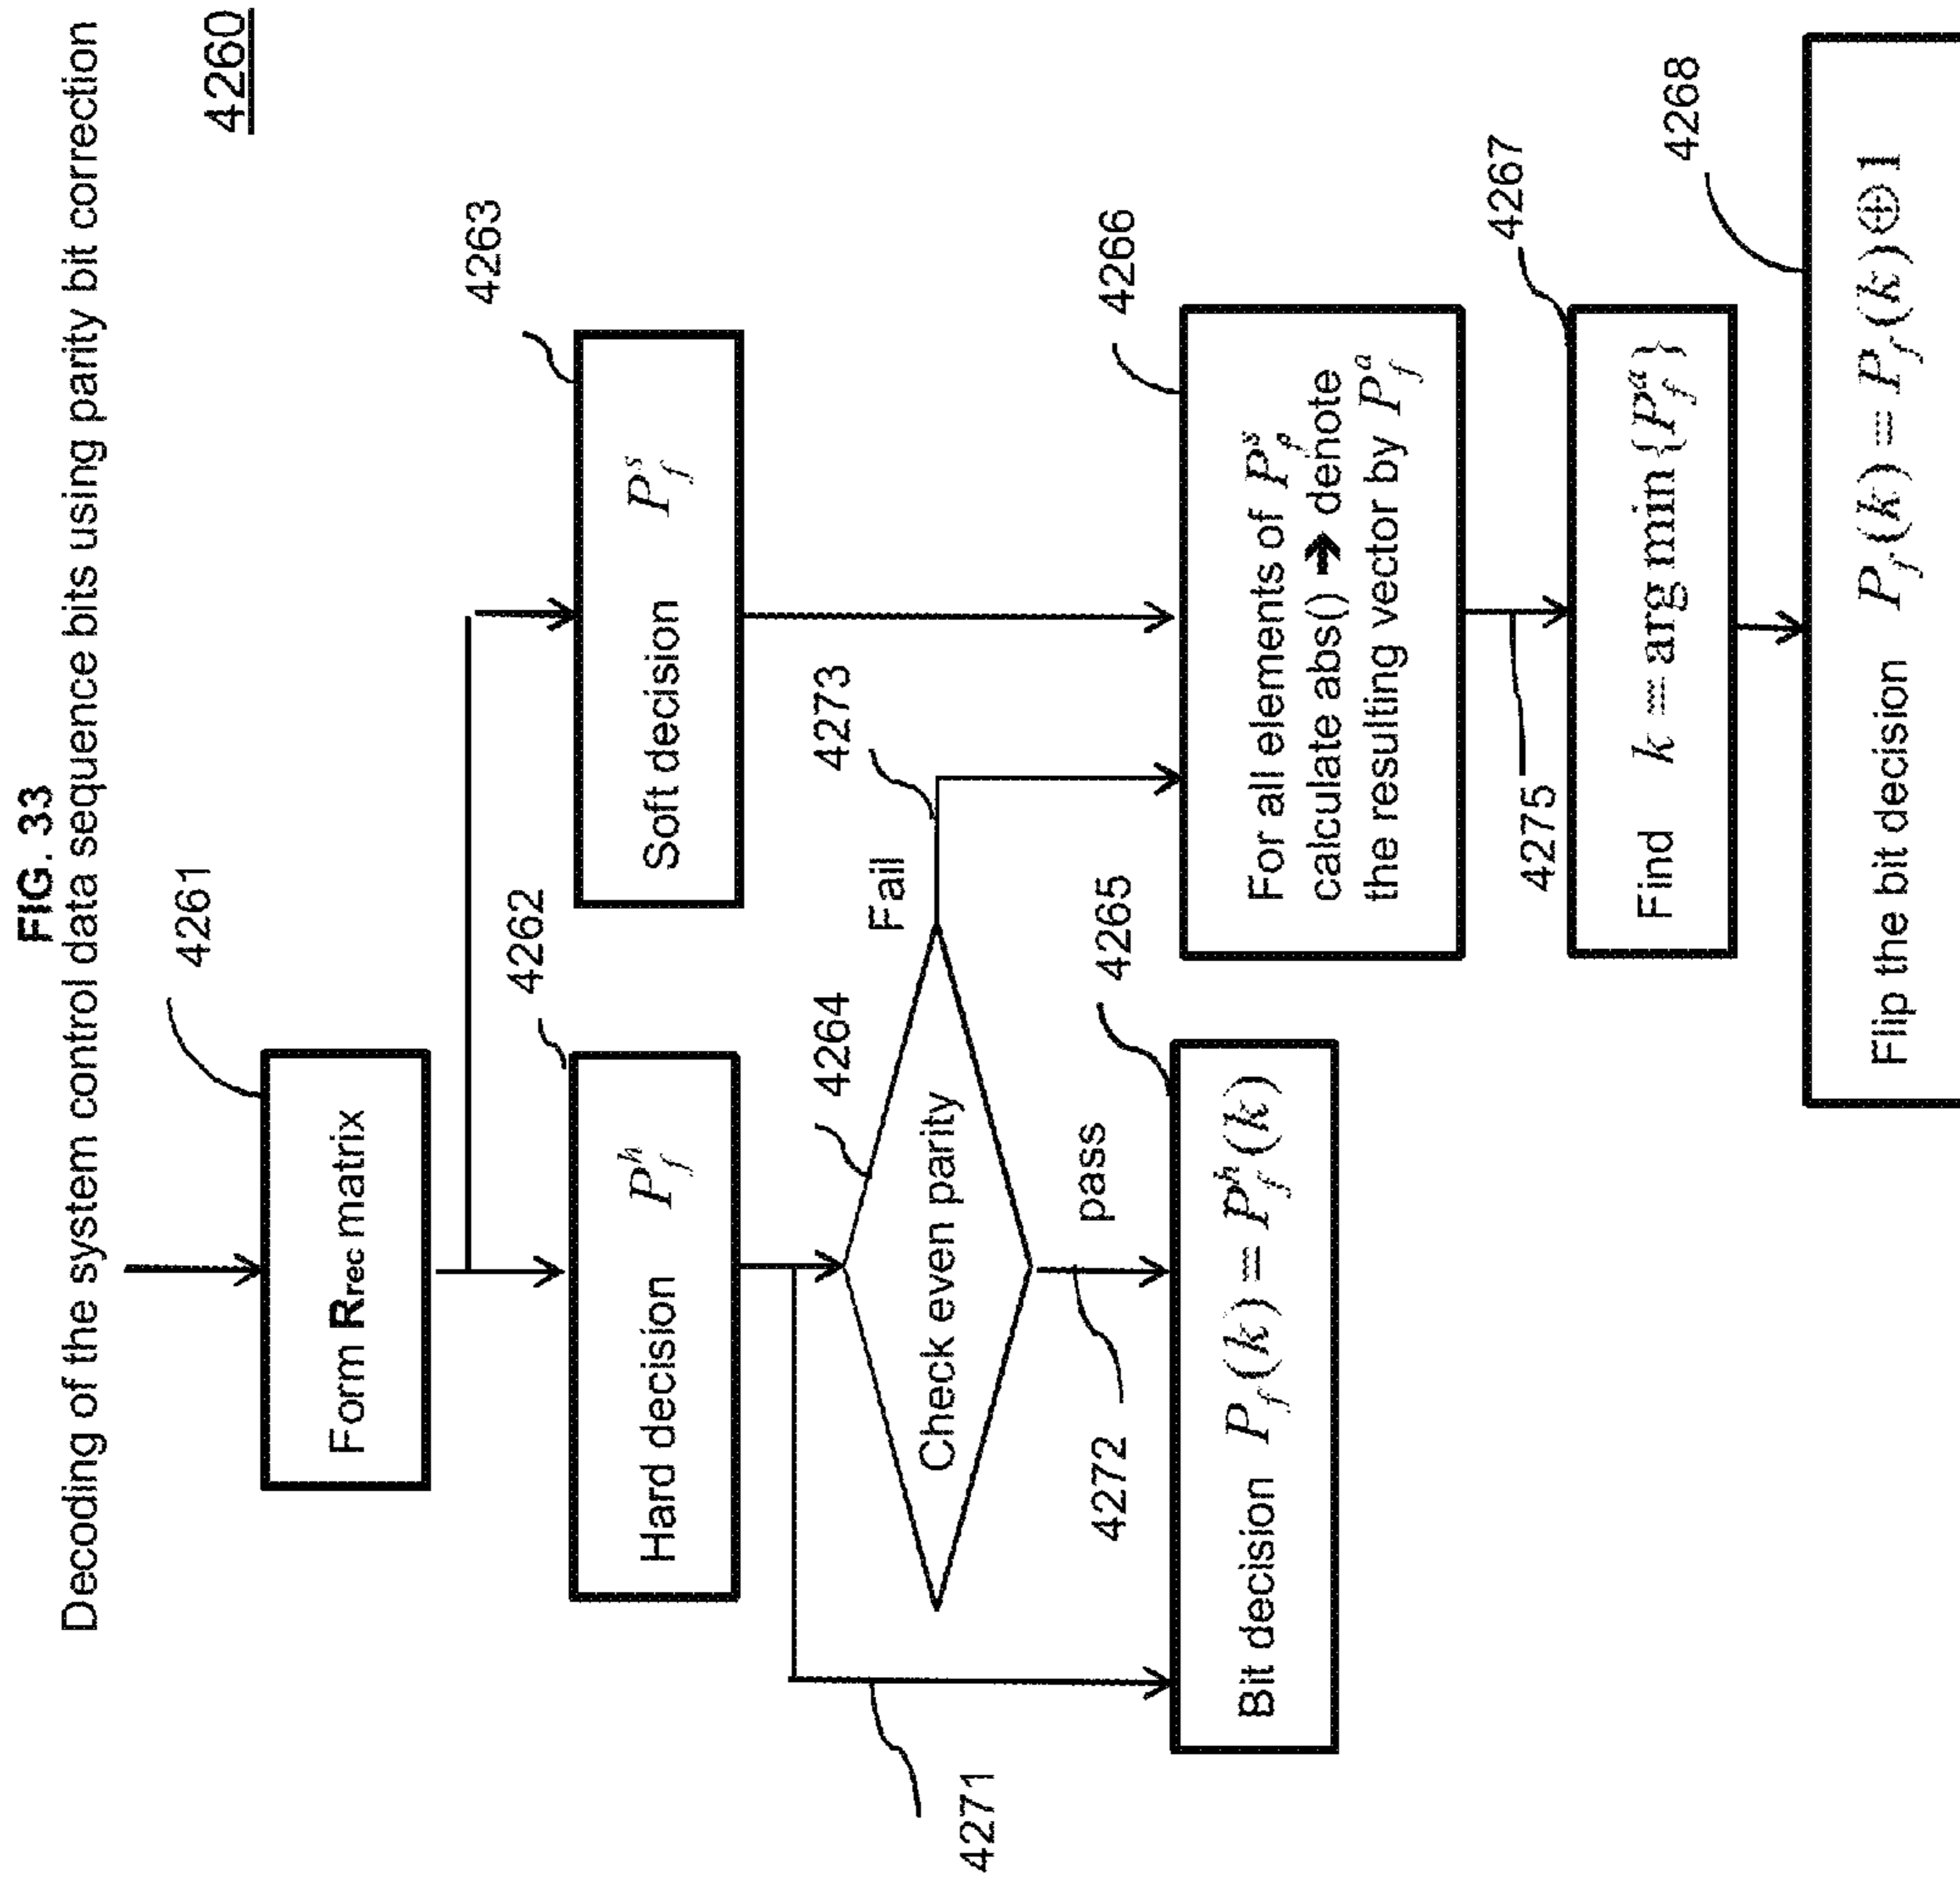 FIG. 33
Decoding of the system control data sequence bits using parity bit correction
4260
4261
Form Rrec matrix
4262
Hard decision P_f^h
4263
Soft decision P_f^s
4264
Check even parity
Fail
4273
pass
4272
4271
4265
Bit decision P_f(k) = P_f^h(k)
4266
For all elements of P_f^s
calculate abs() ➔ denote
the resulting vector by P_f^a
4275
4267
Find k = arg min{P_f^a}
4268
Flip the bit decision P_f(k) = P_f(k)⊕1